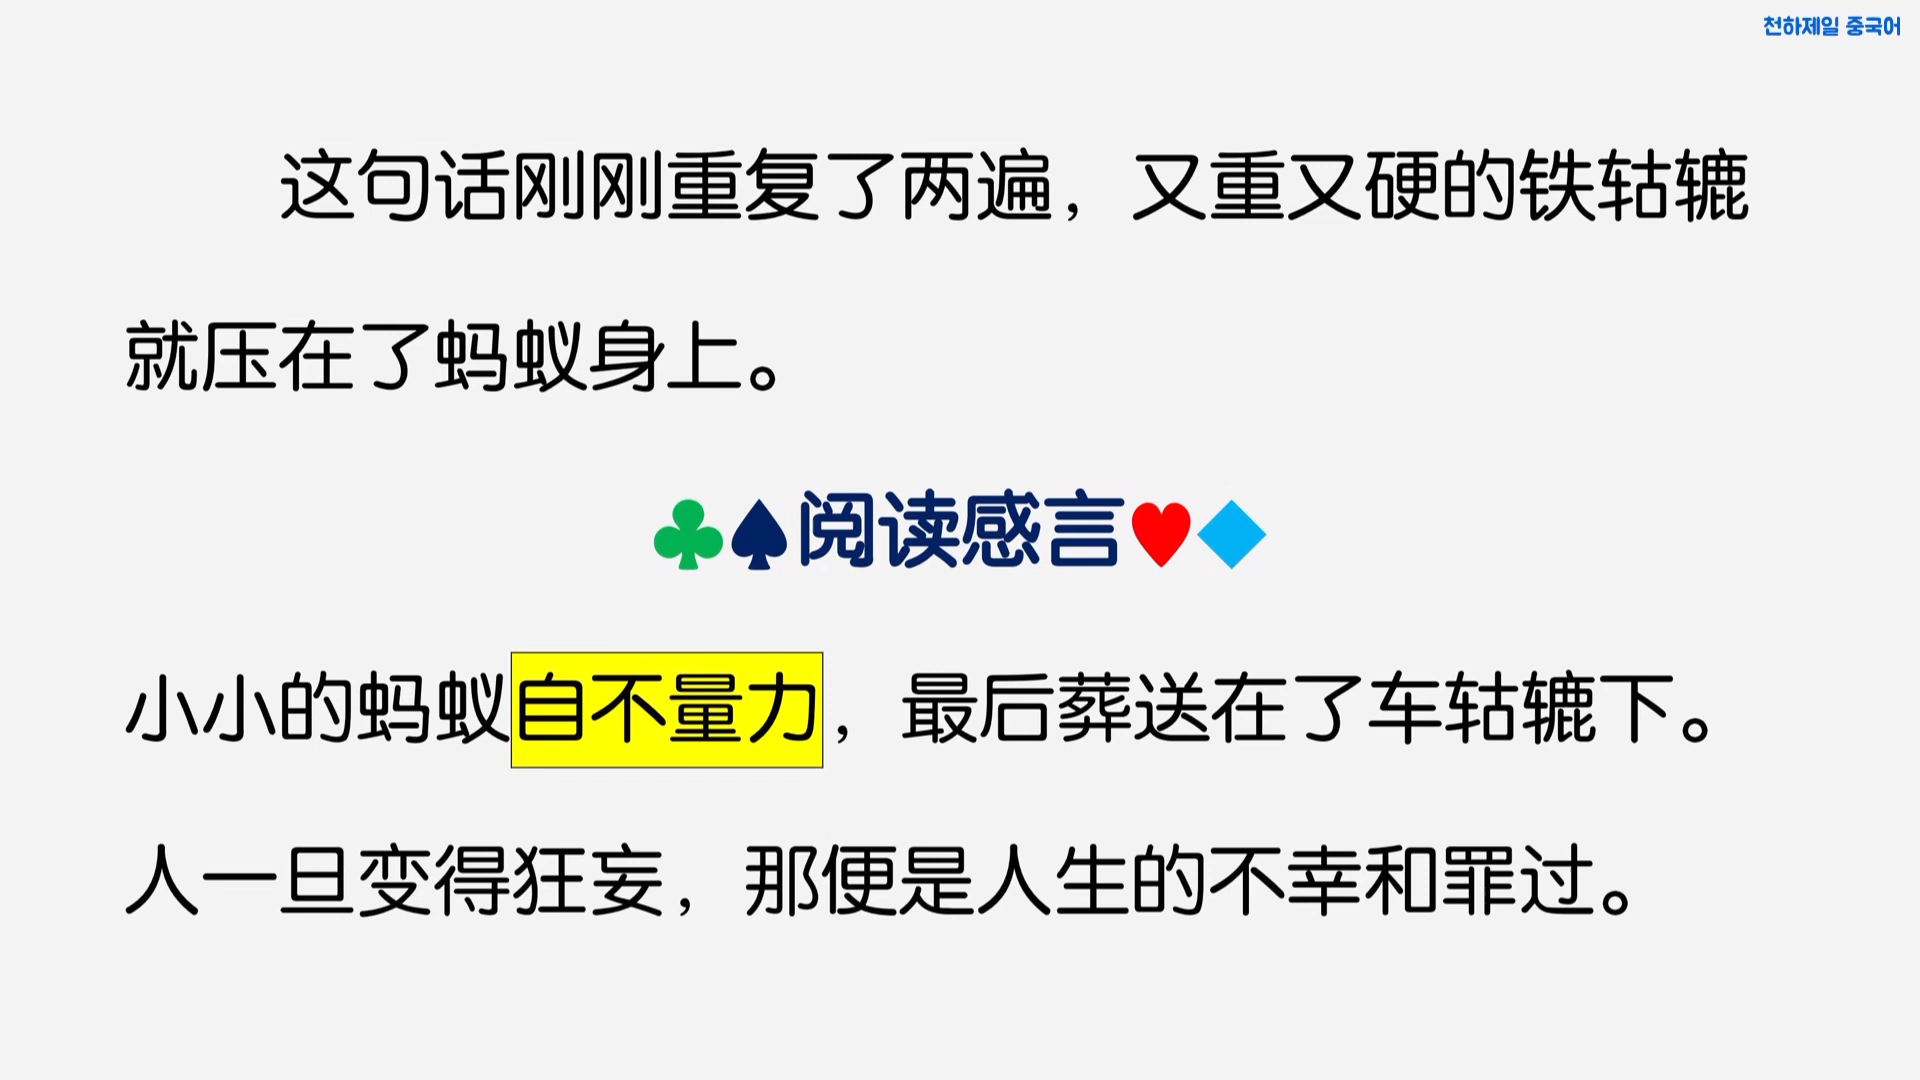 천하제일 중국어
这句话刚刚重复了两遍，又重又硬的铁轱辘
就压在了蚂蚁身上。
♣♠阅读感言♥◆
小小的蚂蚁自不量力，最后葬送在了车轱辘下。
人一旦变得狂妄，那便是人生的不幸和罪过。